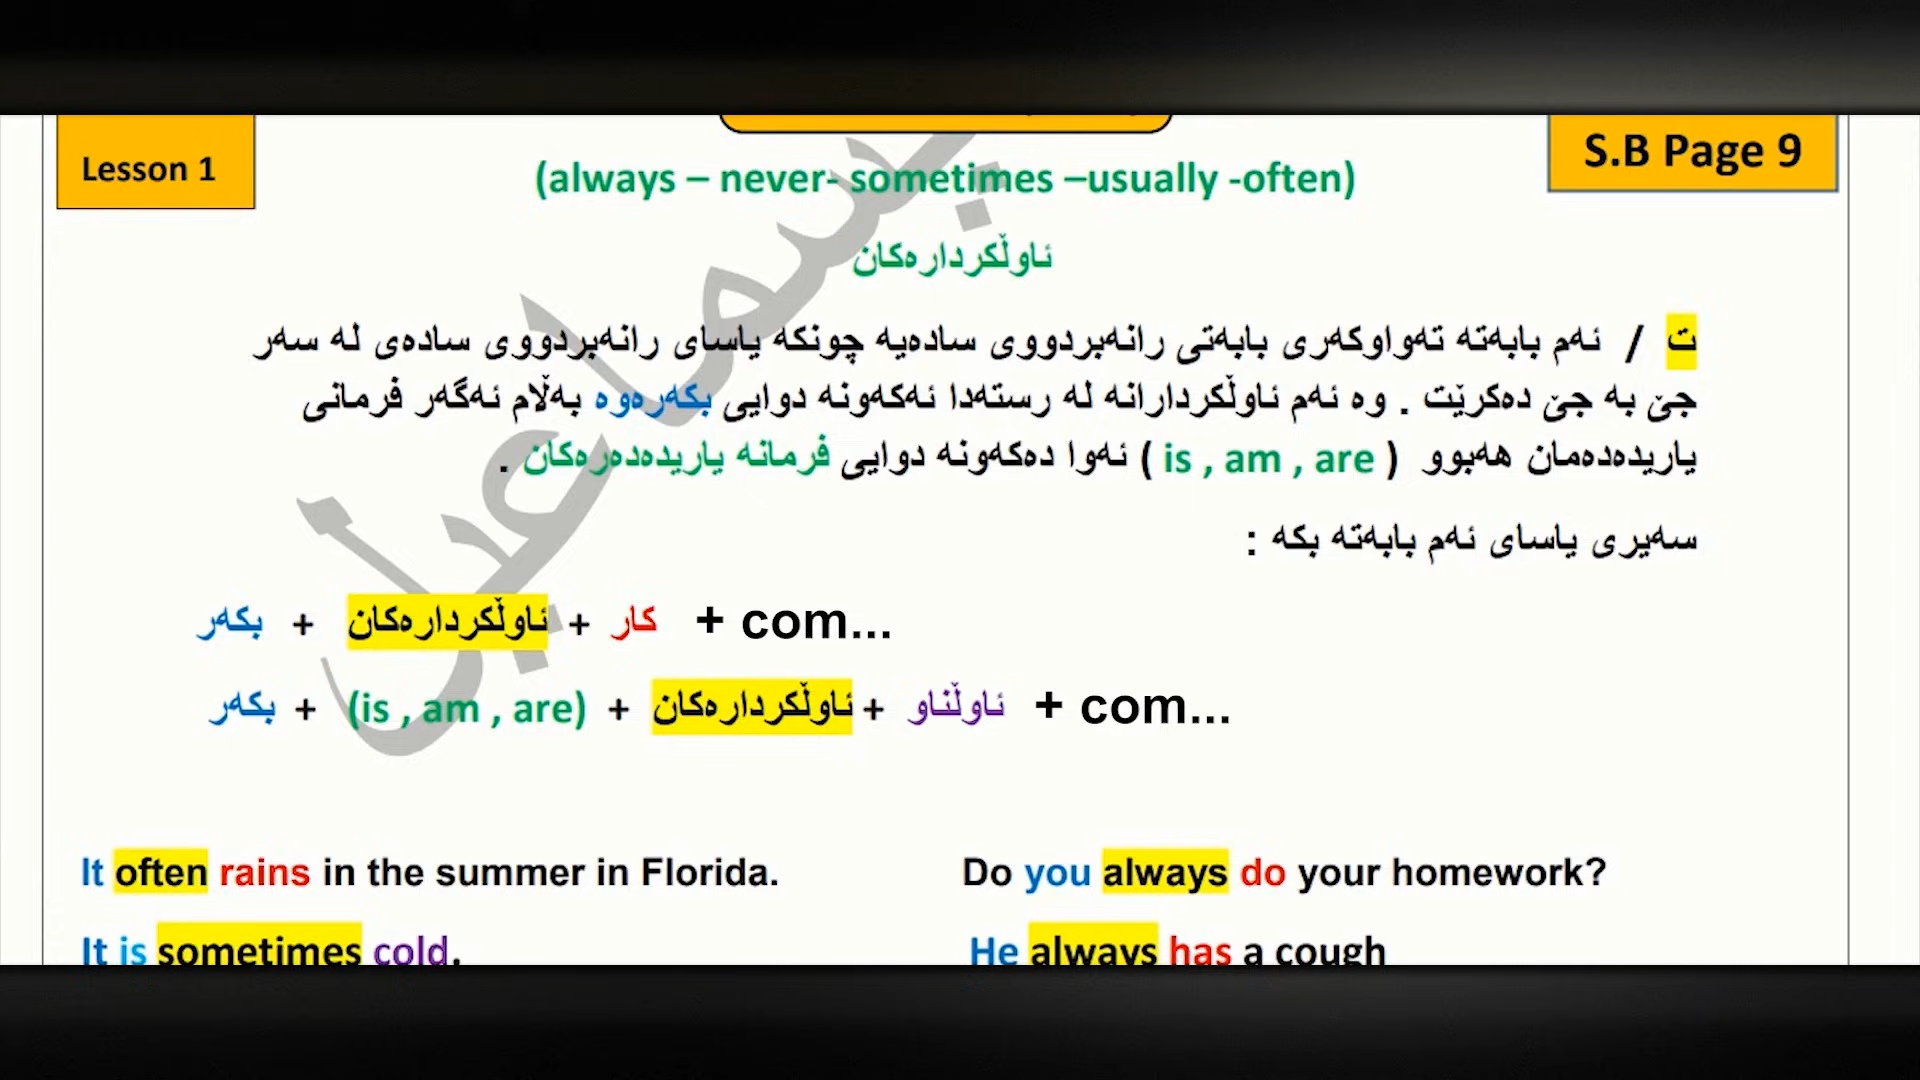 Lesson 1
S.B Page 9
(always – never- sometimes –usually -often)
ئاوڵکردارەکان
ت / ئەم بابەتە تەواوکەری بابەتی رانەبردووی سادەیە چونکە یاسای رانەبردووی سادەی لە سەر
جێ بە جێ دەکرێت . وە ئەم ئاوڵکردارانە لە رستەدا ئەکەونە دوایی بکەرەوە بەڵام ئەگەر فرمانی
یاریدەدەمان هەبوو ( is , am , are ) ئەوا دەکەونە دوایی فرمانە یاریدەدەرەکان .
سەیری یاسای ئەم بابەتە بکە :
بکەر + ئاوڵکردارەکان + کار + com...
بکەر + (is , am , are) + ئاوڵکردارەکان + ئاوڵناو + com...
It often rains in the summer in Florida.
Do you always do your homework?
It is sometimes cold.
He always has a cough